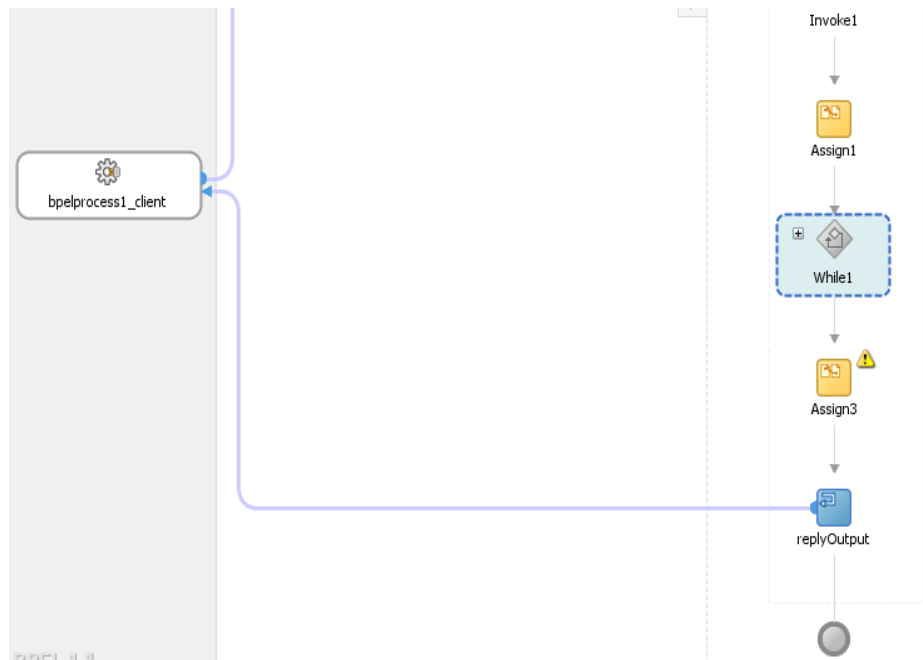 Invoke1
Assign1
bpelprocess1_client
While1
Assign3
replyOutput